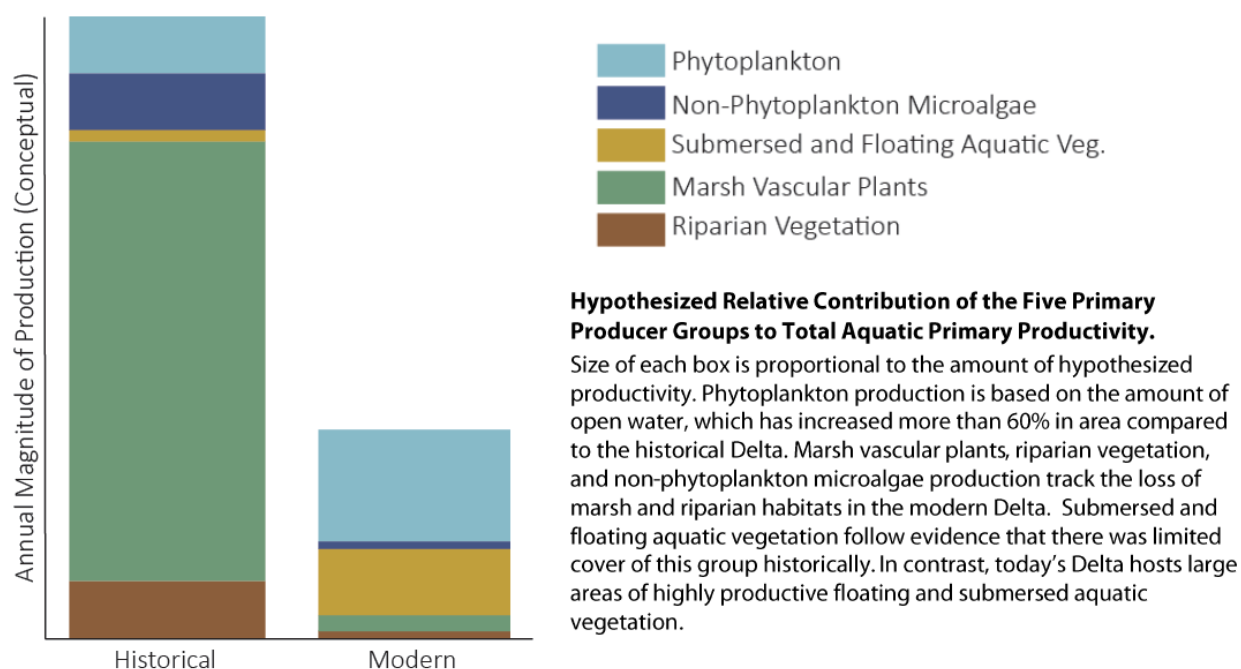 Annual Magnitude of Production (Conceptual)
Historical
Modern
Phytoplankton
Non-Phytoplankton Microalgae
Submersed and Floating Aquatic Veg.
Marsh Vascular Plants
Riparian Vegetation
Hypothesized Relative Contribution of the Five Primary
Producer Groups to Total Aquatic Primary Productivity.
Size of each box is proportional to the amount of hypothesized
productivity. Phytoplankton production is based on the amount of
open water, which has increased more than 60% in area compared
to the historical Delta. Marsh vascular plants, riparian vegetation,
and non-phytoplankton microalgae production track the loss of
marsh and riparian habitats in the modern Delta.  Submersed and
floating aquatic vegetation follow evidence that there was limited
cover of this group historically. In contrast, today’s Delta hosts large
areas of highly productive floating and submersed aquatic
vegetation.